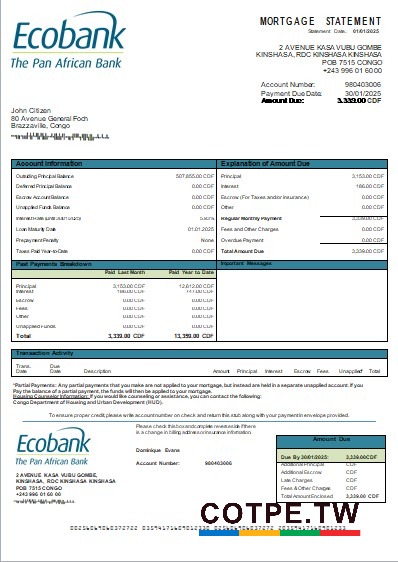 Ecobank
The Pan African Bank
MORTGAGE STATEMENT
Statement Date: 01/01/2025
2 AVENUE KASA VUBU GOMBE
KINSHASA, RDC KINSHASA KINSHASA
POB 7515 CONGO
+243 996 01 60 00
Account Number: 980403006
Payment Due Date: 30/01/2025
Amount Due: 3,339.00 CDF
John Citizen
80 Avenue General Foch
Brazzaville, Congo
Account Information
Outstanding Principal Balance 507,855.00 CDF
Deferred Principal Balance 0.00 CDF
Escrow Account Balance 0.00 CDF
Unapplied Funds Balance 0.00 CDF
Interest Rate (until 30/01/2025)
Loan Maturity Date 01.01.2025
Prepayment Penalty None
Taxes Paid Year-to-Date 0.00 CDF
Explanation of Amount Due
Principal 3,153.00 CDF
Interest 186.00 CDF
Escrow (For Taxes and/or insurance) 0.00 CDF
Other 0.00 CDF
Regular Monthly Payment 3,339.00 CDF
Fees and Other Charges 0.00 CDF
Overdue Payment 0.00 CDF
Total Amount Due 3,339.00 CDF
Past Payments Breakdown
Paid Last Month Paid Year to Date
Principal 3,153.00 CDF 12,612.00 CDF
Interest 186.00 CDF 747.00 CDF
Escrow 0.00 CDF 0.00 CDF
Fees 0.00 CDF 0.00 CDF
Other 0.00 CDF 0.00 CDF
Unapplied Funds 0.00 CDF 0.00 CDF
Total 3,339.00 CDF 13,359.00 CDF
Important Messages
Transaction Activity
Trans. Date Due Date Description Amount Principal Interest Escrow Fees Unapplied Total
*Partial Payments: Any partial payments that you make are not applied to your mortgage, but instead are held in a separate unapplied account. If you
Pay the balance of a partial payment, the funds will then be applied to your mortgage.
Housing Counselor Information: If you would like counseling or assistance, you can contact the following:
Congo Department of Housing and Urban Development (HUD).
To ensure proper credit, please write account number on check and return this stub along with your payment in envelope provided.
Ecobank
The Pan African Bank
2 AVENUE KASA VUBU GOMBE,
KINSHASA, RDC KINSHASA KINSHASA
POB 7515 CONGO
+243 996 01 60 00
Please check this box and complete reverse side if there
is a change in billing address or insurance information.
Dominique Evans
Account Number: 980403006
Amount Due
Due By 30/01/2025: 3,339.00CDF
Additional Principal CDF
Additional Escrow CDF
Late Charges CDF
Fees & Other Charges CDF
Total Amount Enclosed 3,339.00 CDF
COTPE.TW